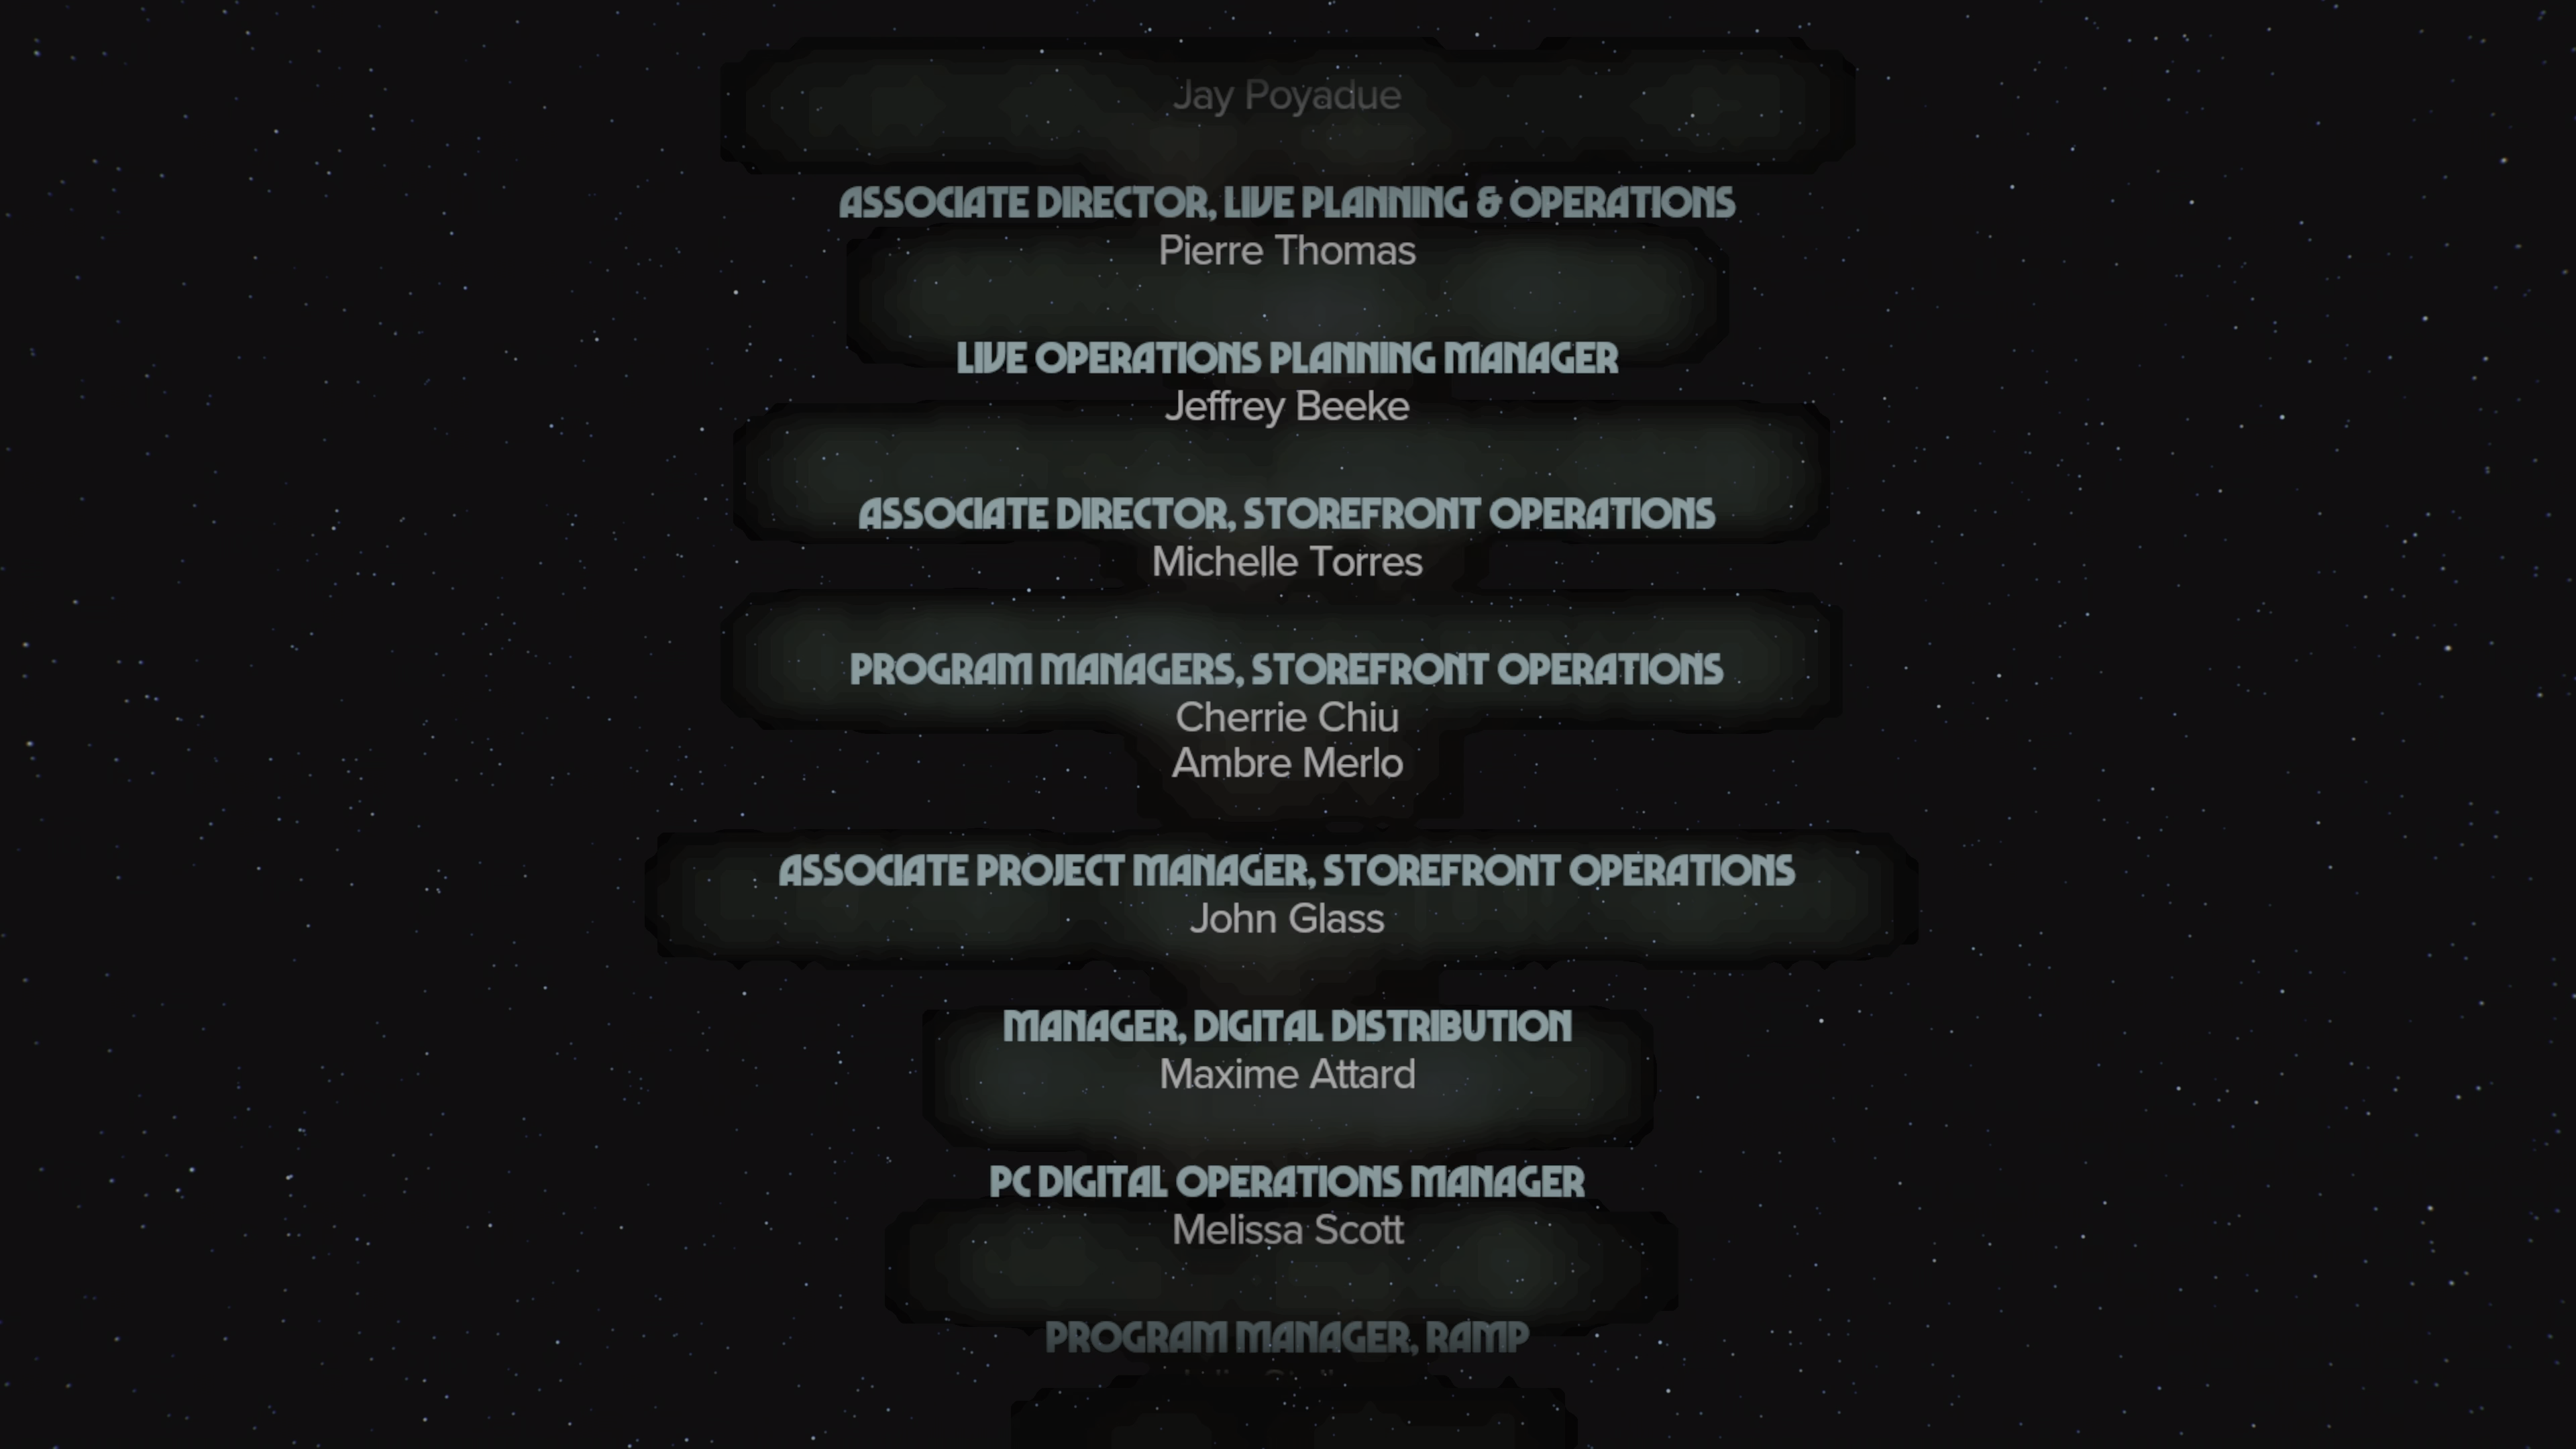 Jay Poyadue
ASSOCIATE DIRECTOR, LIVE PLANNING & OPERATIONS
Pierre Thomas
LIVE OPERATIONS PLANNING MANAGER
Jeffrey Beeke
ASSOCIATE DIRECTOR, STOREFRONT OPERATIONS
Michelle Torres
PROGRAM MANAGERS, STOREFRONT OPERATIONS
Cherrie Chiu
Ambre Merlo
ASSOCIATE PROJECT MANAGER, STOREFRONT OPERATIONS
John Glass
MANAGER, DIGITAL DISTRIBUTION
Maxime Attard
PC DIGITAL OPERATIONS MANAGER
Melissa Scott
PROGRAM MANAGER, RAMP